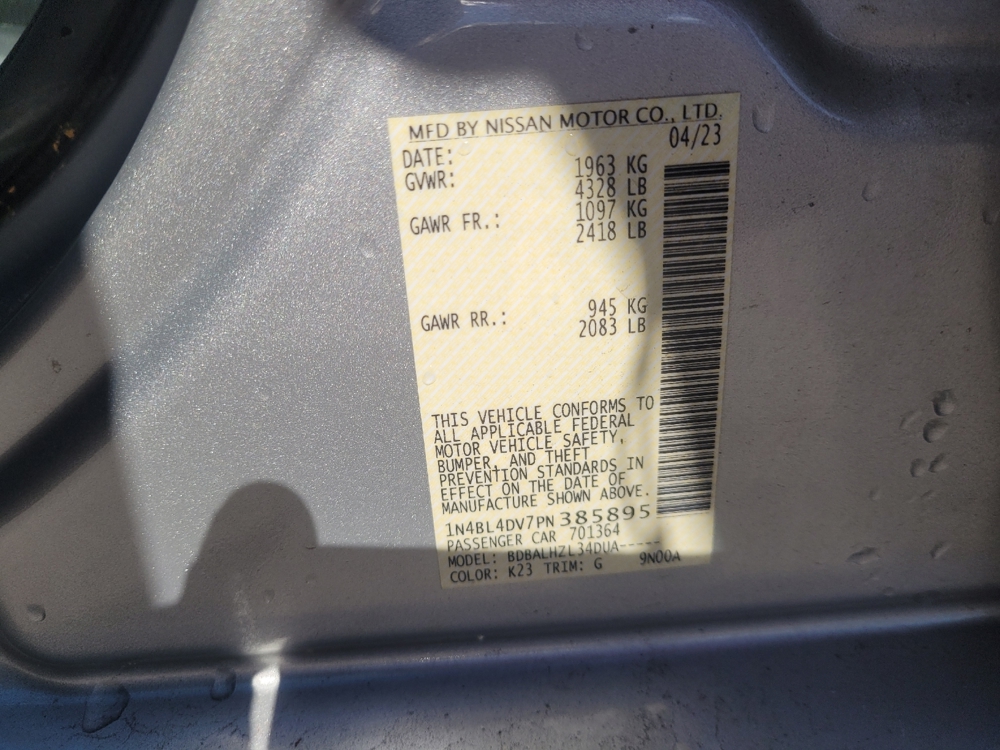 MFD BY NISSAN MOTOR CO., LTD.
DATE: 04/23
GVWR: 1963 KG
4328 LB
GAWR FR.: 1097 KG
2418 LB
GAWR RR.: 945 KG
2083 LB
THIS VEHICLE CONFORMS TO
ALL APPLICABLE FEDERAL
MOTOR VEHICLE SAFETY,
BUMPER, AND THEFT
PREVENTION STANDARDS IN
EFFECT ON THE DATE OF
MANUFACTURE SHOWN ABOVE.
1N4BL4DV7PN385895
PASSENGER CAR 701364
MODEL: BDBALHZL34DUA-----
COLOR: K23 TRIM: G 9N00A